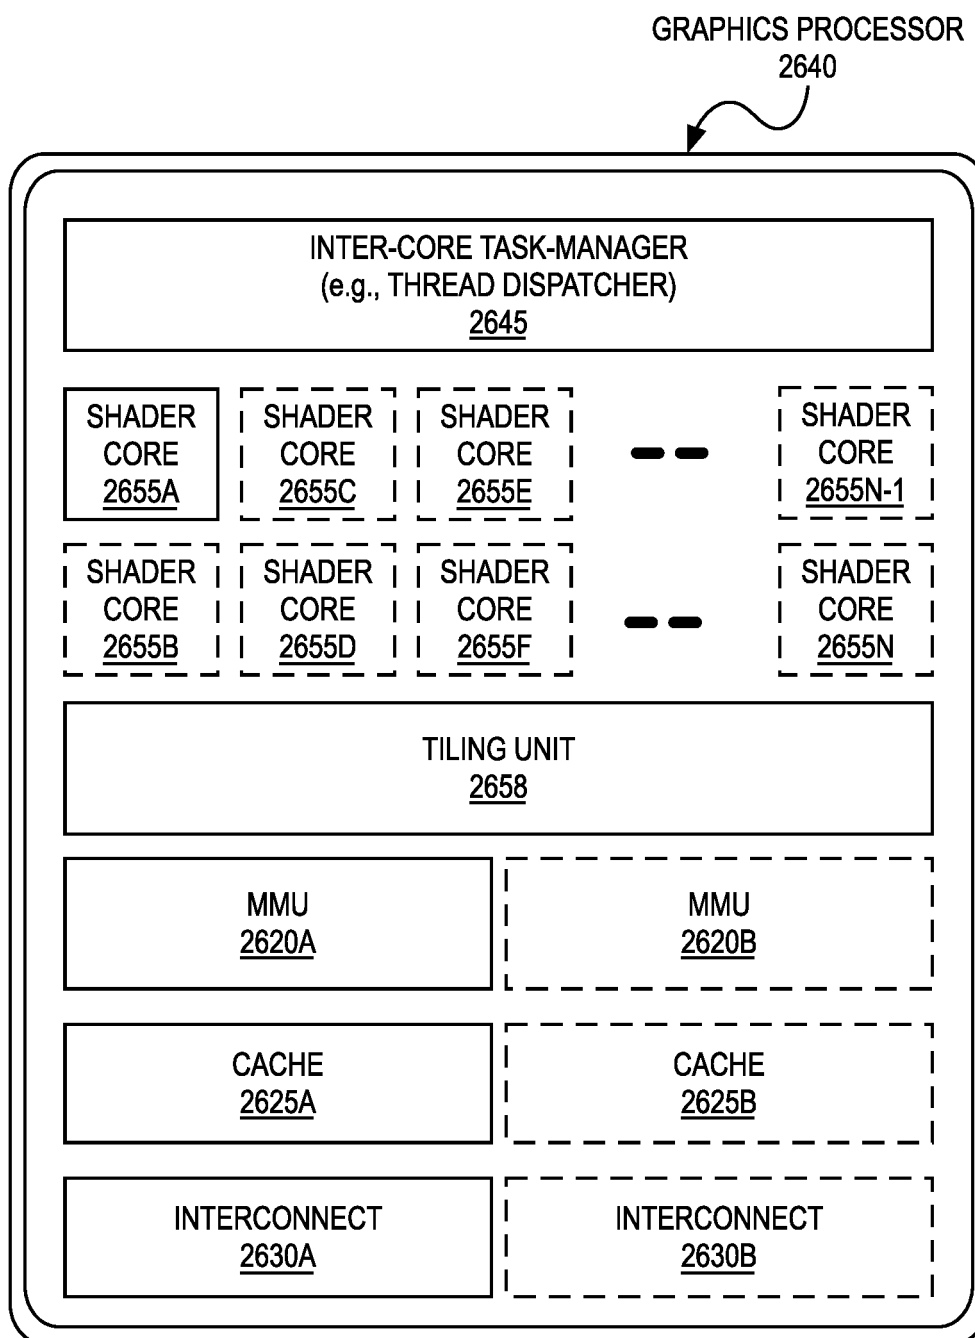 GRAPHICS PROCESSOR
2640
INTER-CORE TASK-MANAGER
(e.g., THREAD DISPATCHER)
2645
SHADER
CORE
2655A
SHADER
CORE
2655C
SHADER
CORE
2655E
SHADER
CORE
2655N-1
SHADER
CORE
2655B
SHADER
CORE
2655D
SHADER
CORE
2655F
SHADER
CORE
2655N
TILING UNIT
2658
MMU
2620A
MMU
2620B
CACHE
2625A
CACHE
2625B
INTERCONNECT
2630A
INTERCONNECT
2630B